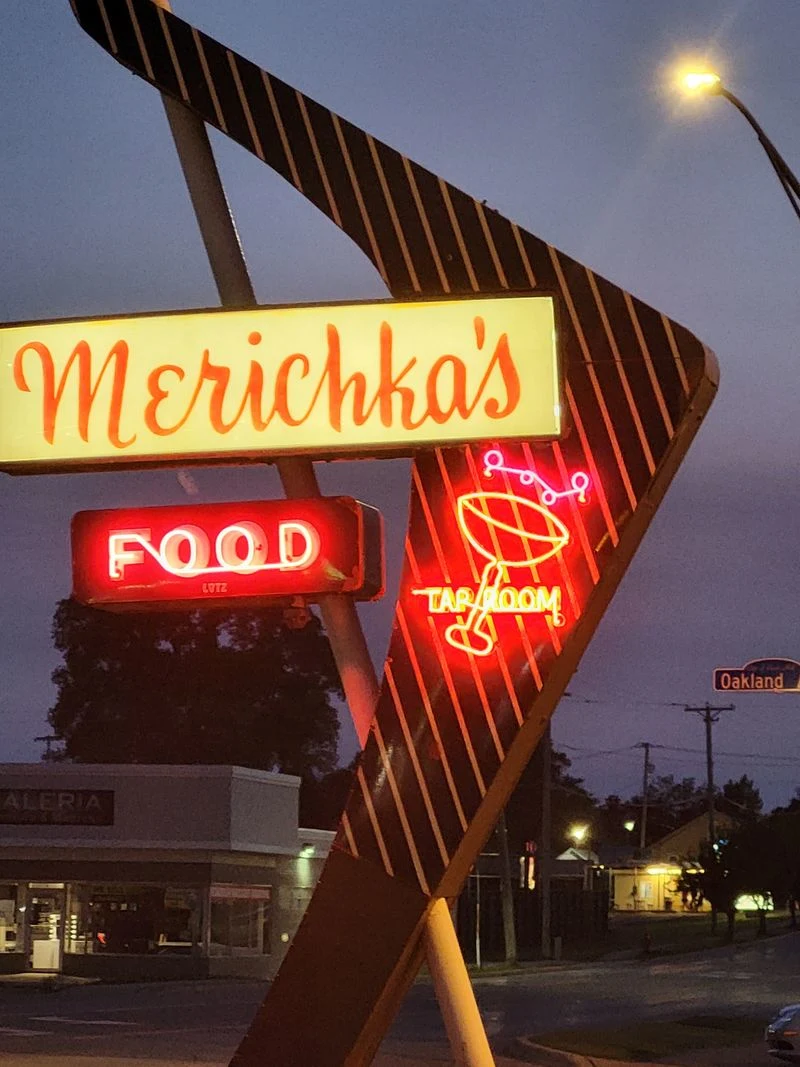 Merichka's
FOOD
LUTZ
TAP ROOM
Oakland
ALERIA